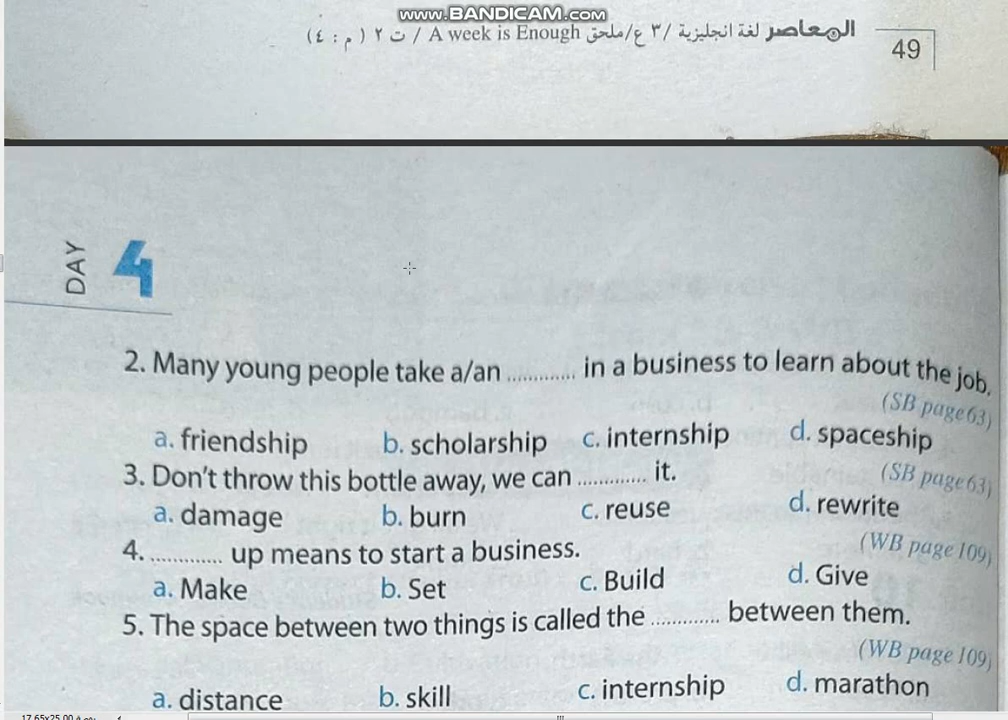 www.BANDICAM.com
المعاصر لغة انجليزية /٣ ع/ملحق A week is Enough / ت ٢ ( م : ٤ )
49
DAY 4
2. Many young people take a/an ............ in a business to learn about the job.
(SB page 63)
a. friendship b. scholarship c. internship d. spaceship
3. Don't throw this bottle away, we can ............ it.
(SB page 63)
a. damage b. burn c. reuse d. rewrite
4. ............ up means to start a business.
(WB page 109)
a. Make b. Set c. Build d. Give
5. The space between two things is called the ............ between them.
(WB page 109)
a. distance b. skill c. internship d. marathon